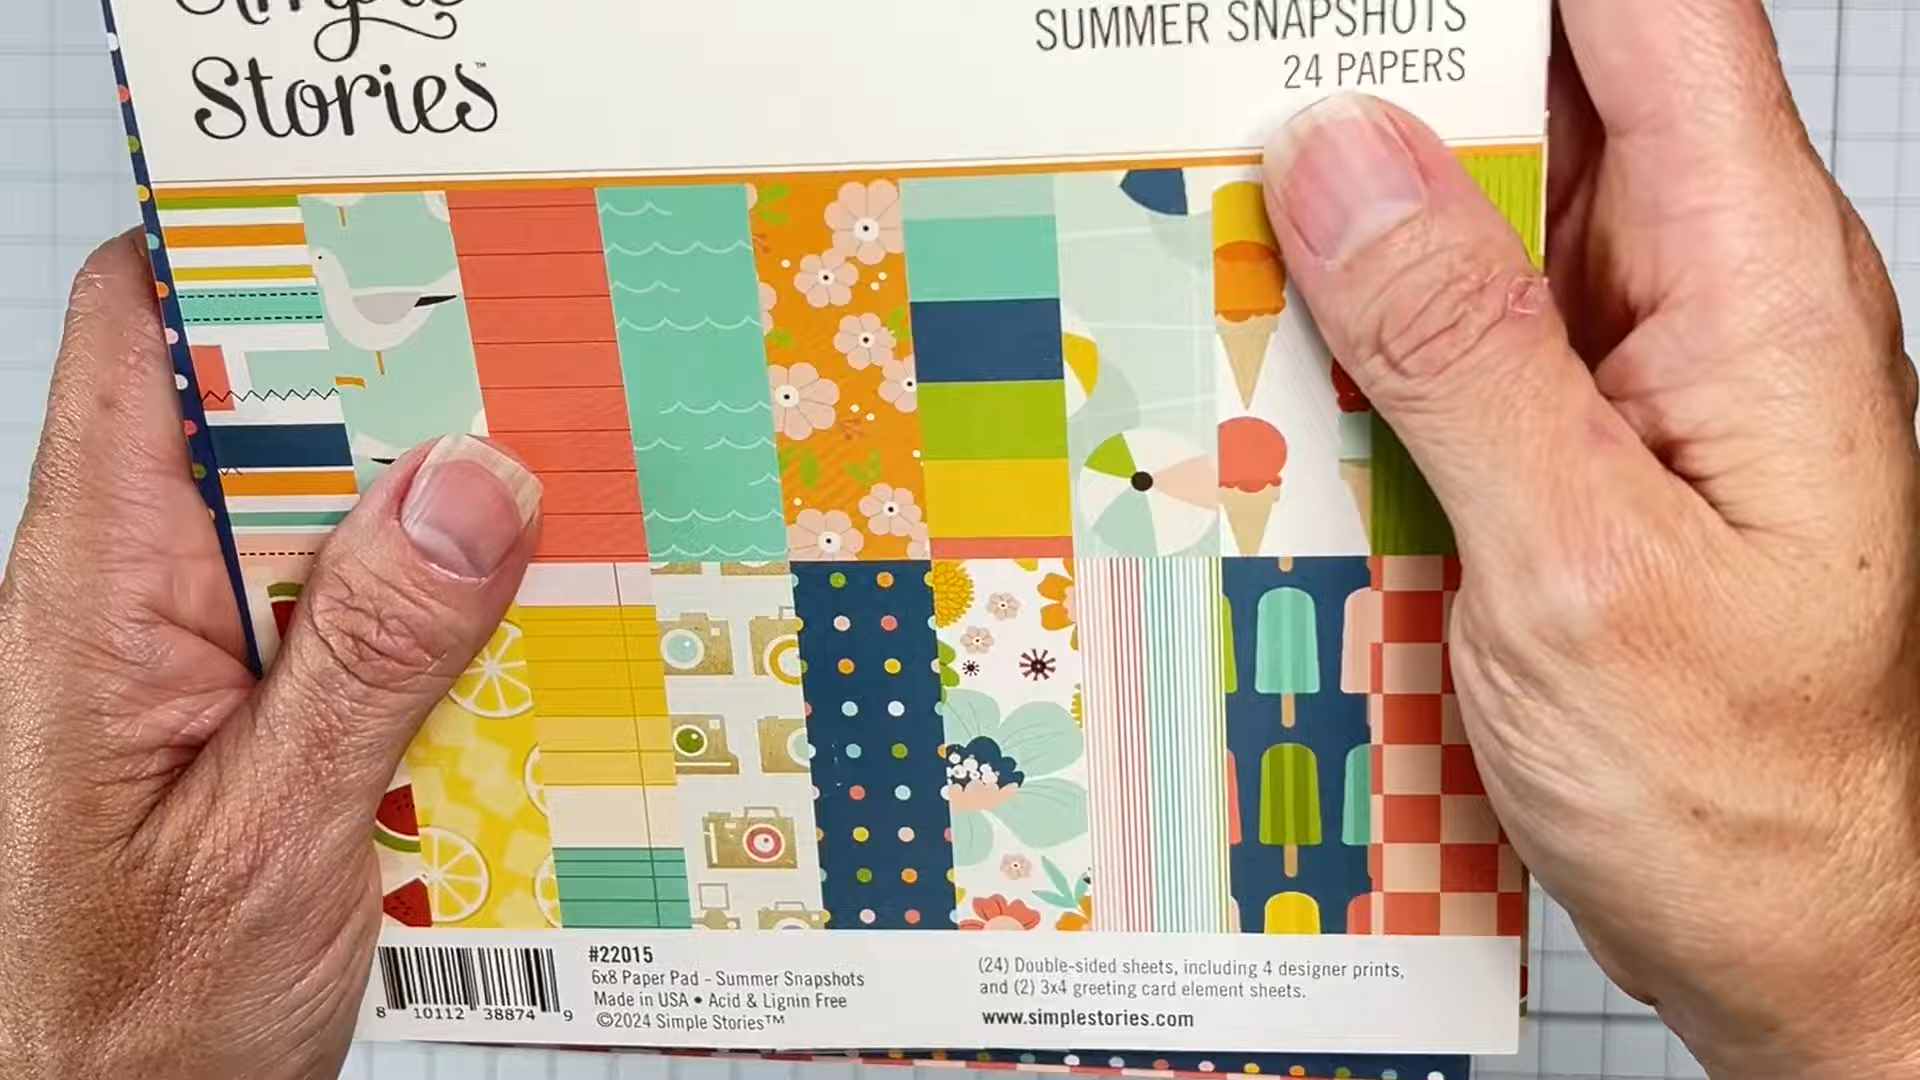 Simple
Stories™
SUMMER SNAPSHOTS
24 PAPERS
#22015
6x8 Paper Pad - Summer Snapshots
Made in USA • Acid & Lignin Free
©2024 Simple Stories™
8 10112 38874 9
(24) Double-sided sheets, including 4 designer prints,
and (2) 3x4 greeting card element sheets.
www.simplestories.com